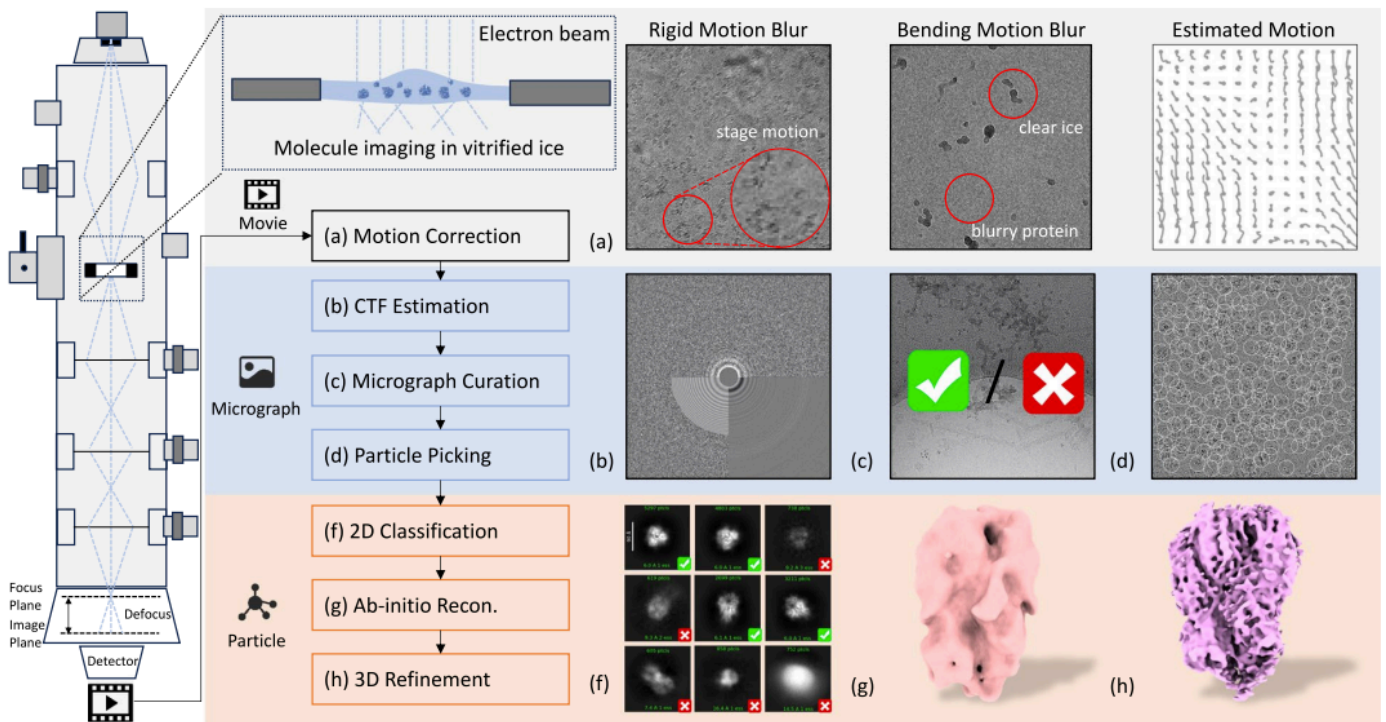 Electron beam
Molecule imaging in vitrified ice
Rigid Motion Blur
Bending Motion Blur
Estimated Motion
stage motion
clear ice
blurry protein
Movie
(a) Motion Correction
(a)
(b) CTF Estimation
(c) Micrograph Curation
Micrograph
(d) Particle Picking
(b)
(c)
(d)
(f) 2D Classification
(g) Ab-initio Recon.
Particle
(h) 3D Refinement
(f)
(g)
(h)
Focus
Plane
Image
Plane
Defocus
Detector